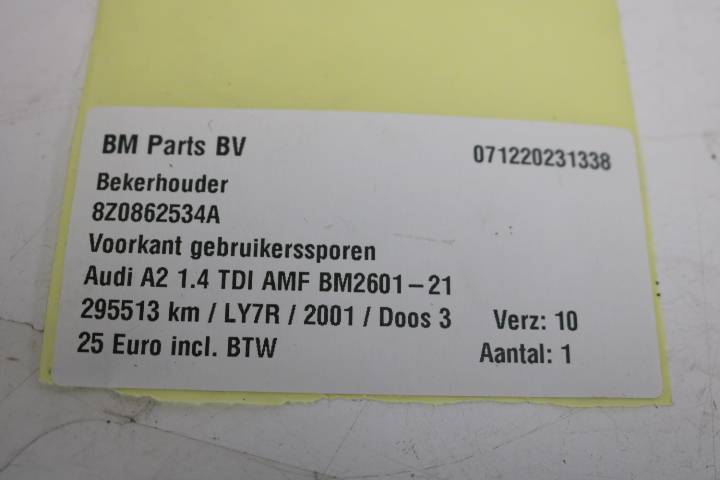 BM Parts BV 071220231338
Bekerhouder
8Z0862534A
Voorkant gebruikerssporen
Audi A2 1.4 TDI AMF BM2601-21
295513 km / LY7R / 2001 / Doos 3 Verz: 10
25 Euro incl. BTW Aantal: 1